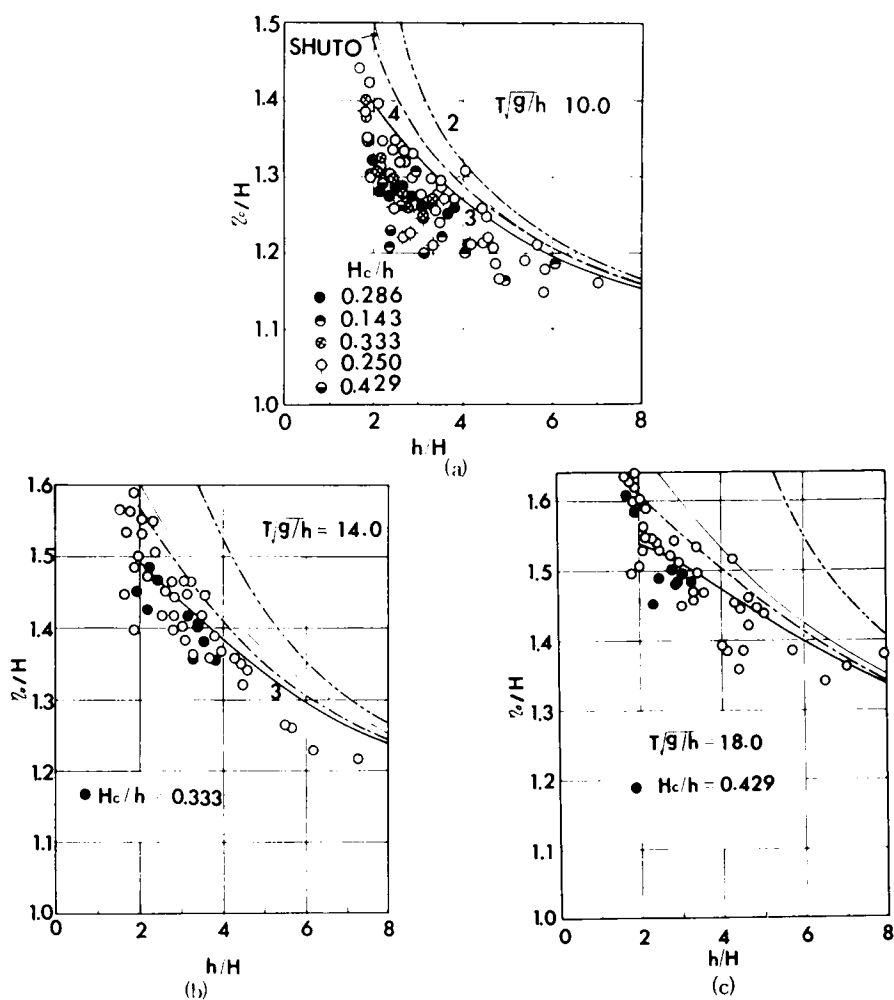 1.5
SHUTO
T√g/h 10.0
1.4
4
2
1.3
ηc/H
3
1.2
Hc/h
● 0.286
0.143
1.1
0.333
0.250
0.429
1.0
0 2 4 6 8
h/H
(a)
1.6
T√g/h = 14.0
1.5
1.4
ηc/H
3
1.3
1.2
● Hc/h = 0.333
1.1
1.0
0 2 4 6 8
h/H
(b)
1.6
1.5
1.4
ηc/H
1.3
T√g/h = 18.0
● Hc/h = 0.429
1.2
1.1
1.0
0 2 4 6 8
h/H
(c)